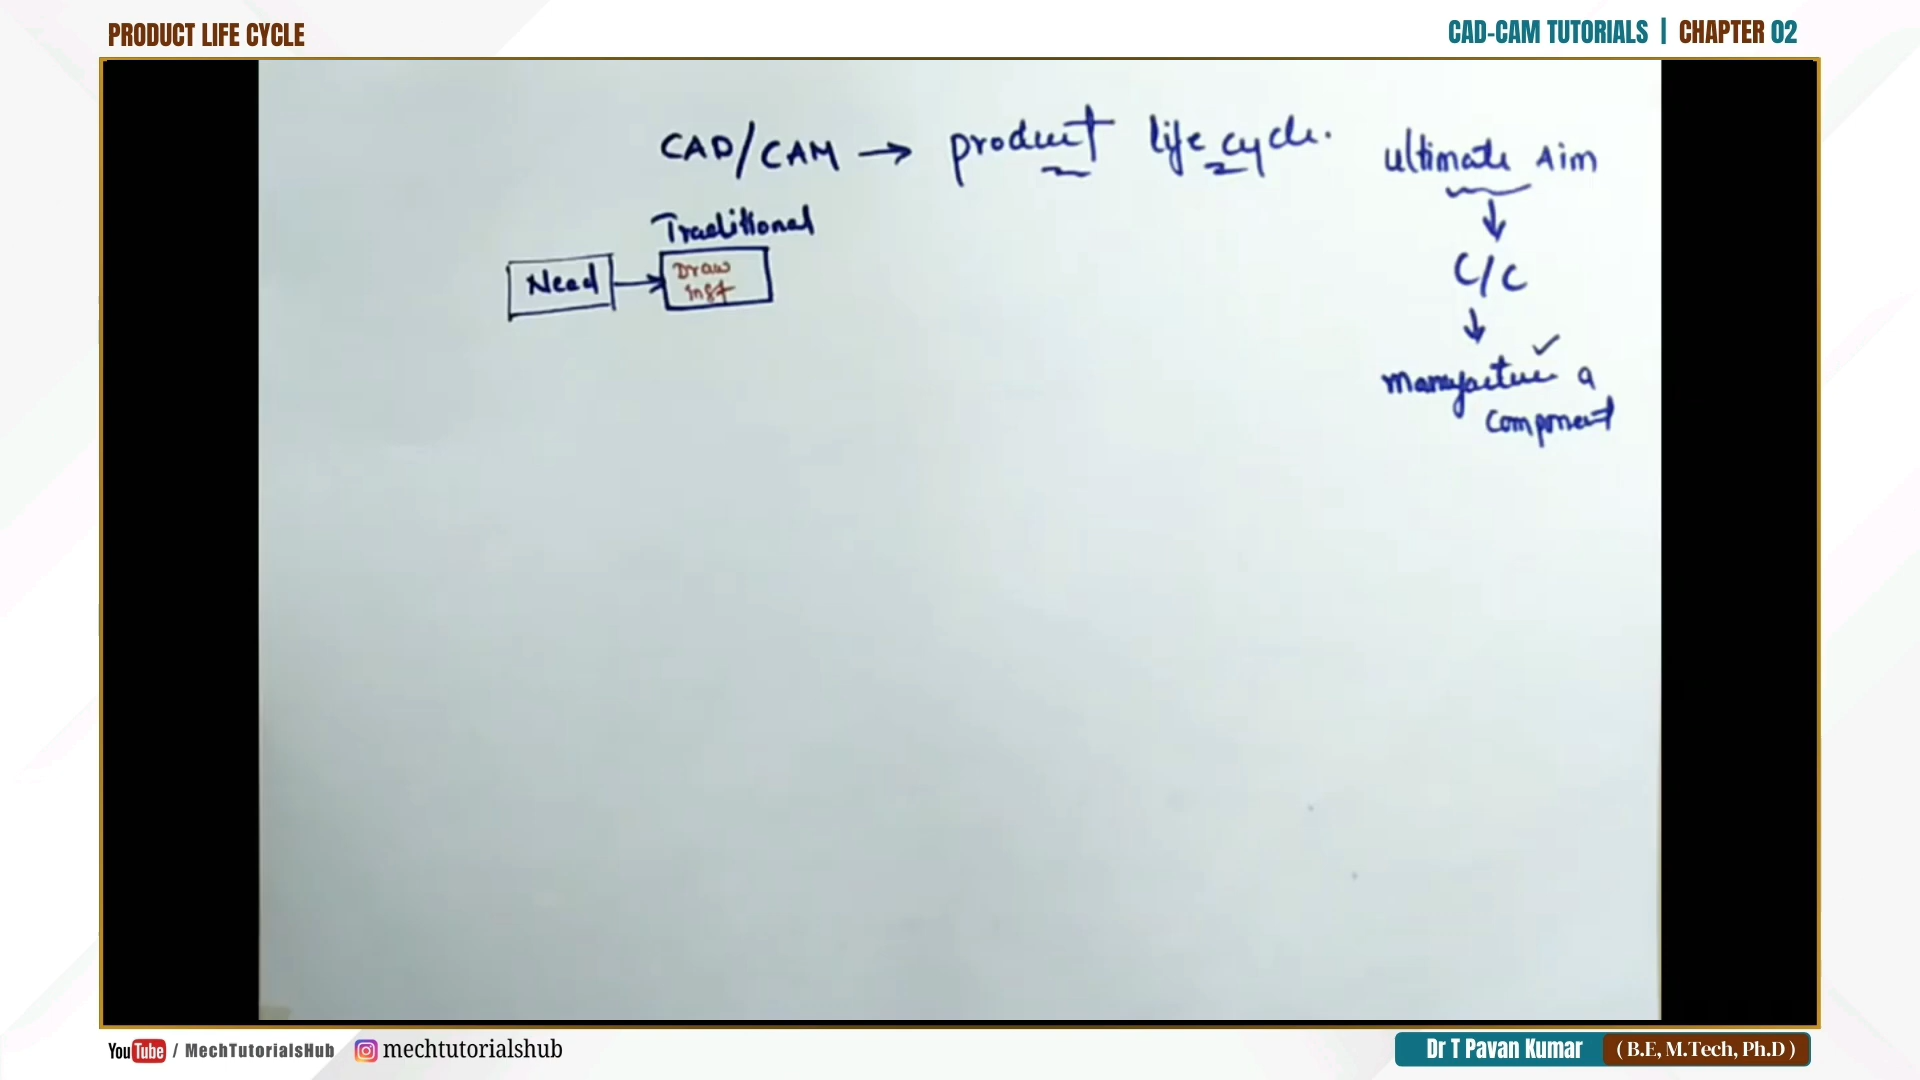 PRODUCT LIFE CYCLE
CAD-CAM TUTORIALS | CHAPTER 02
CAD/CAM → product life cycle.
Traditional
Need → Draw
Inst
Ultimate Aim
↓
C/C
↓
✓
Manufacture a
Component
YouTube / MechTutorialsHub mechtutorialshub
Dr T Pavan Kumar (B.E, M.Tech, Ph.D)